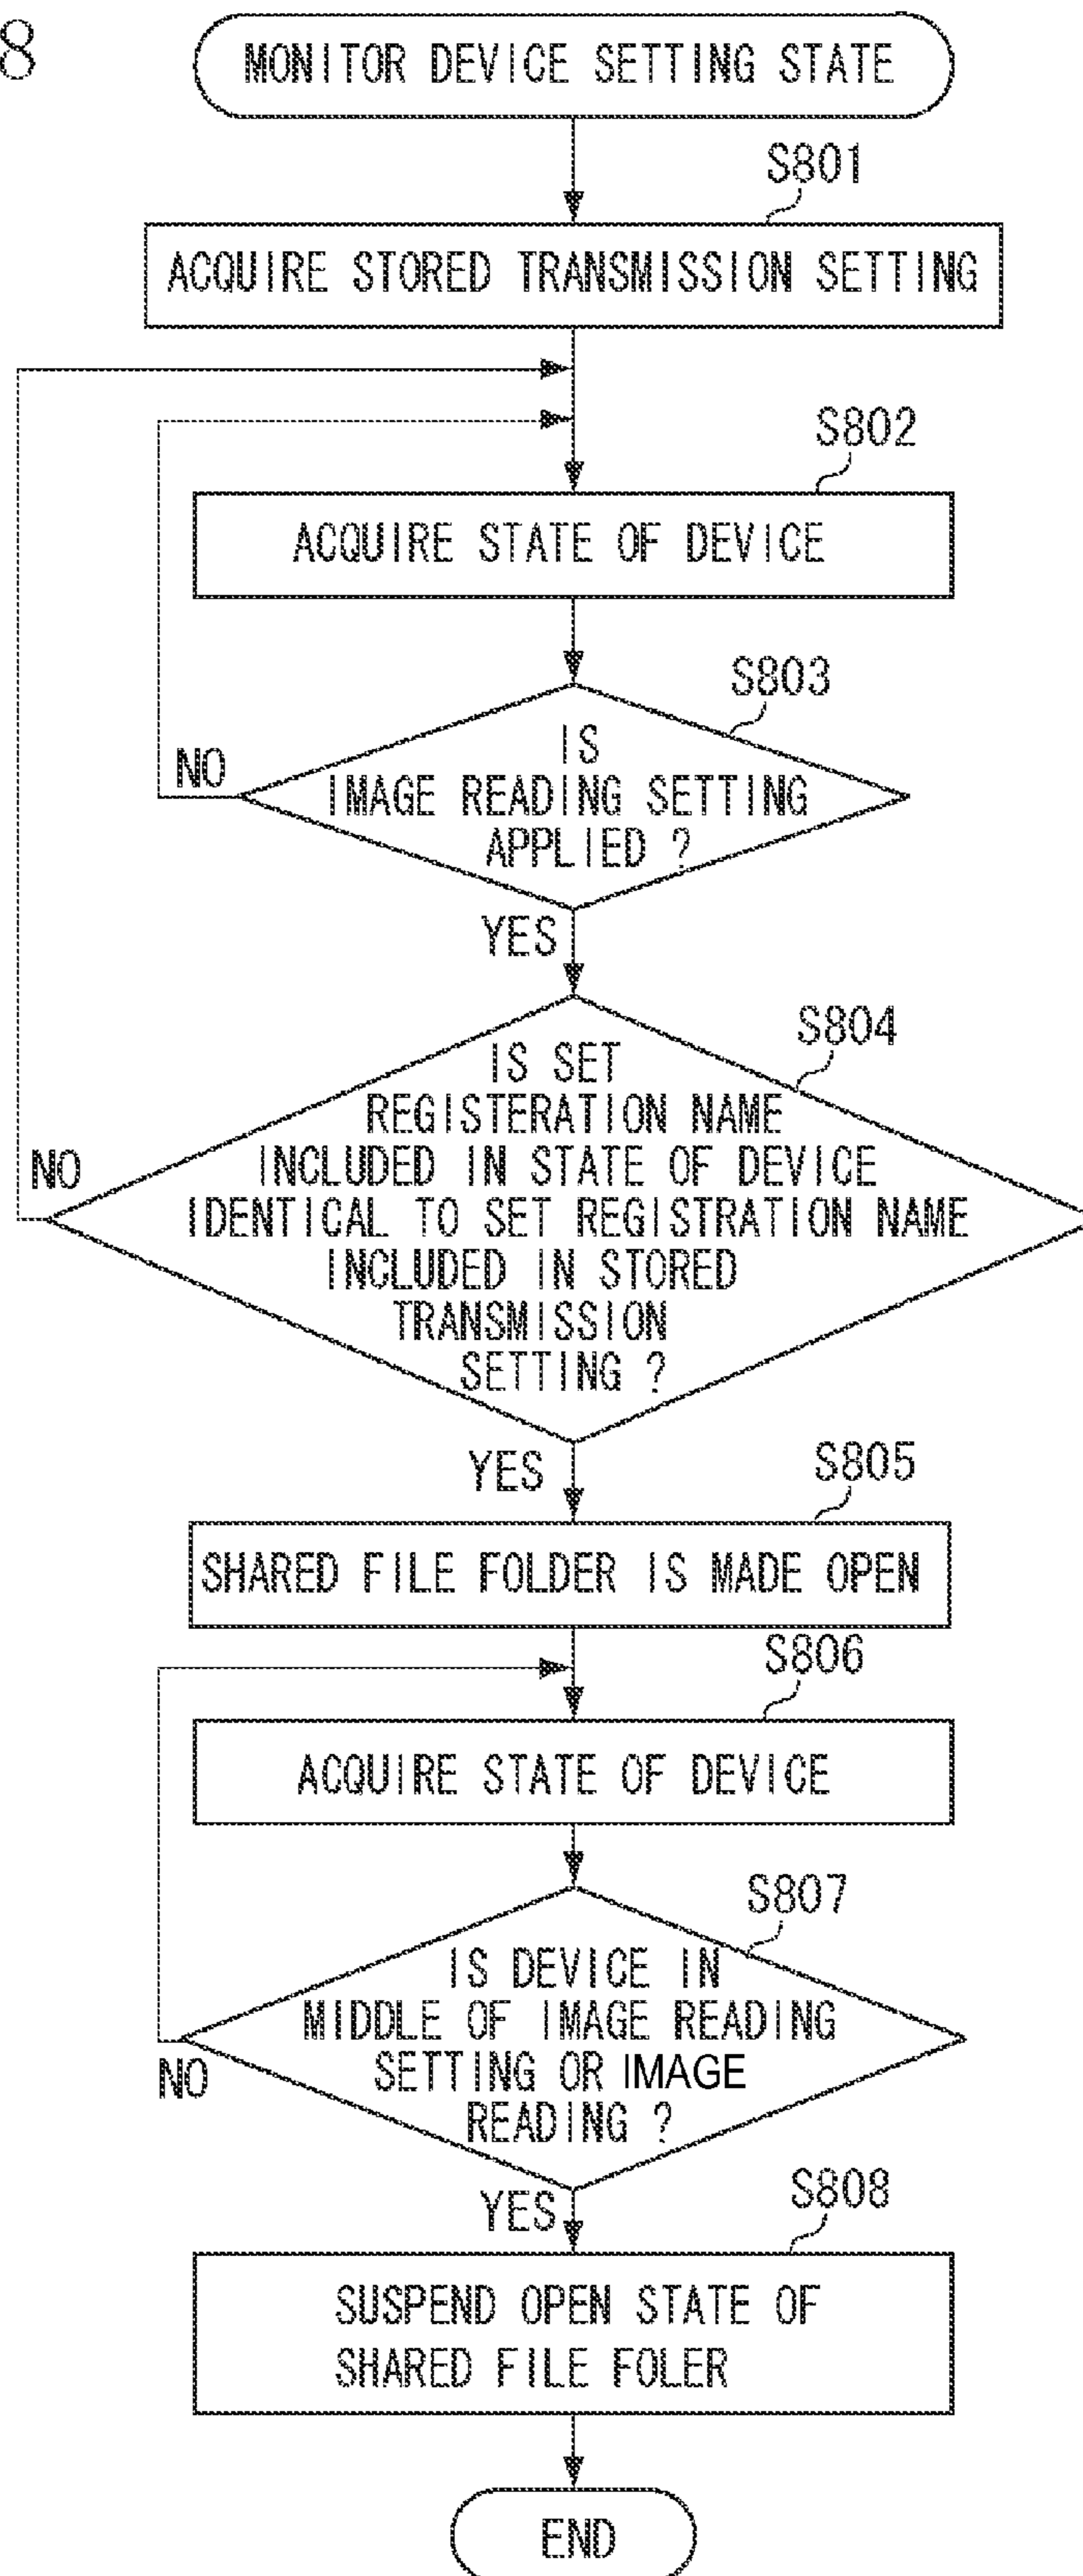 8
MONITOR DEVICE SETTING STATE
S801
ACQUIRE STORED TRANSMISSION SETTING
S802
ACQUIRE STATE OF DEVICE
S803
IS
IMAGE READING SETTING
APPLIED ?
NO
YES
S804
IS SET
REGISTERATION NAME
INCLUDED IN STATE OF DEVICE
IDENTICAL TO SET REGISTRATION NAME
INCLUDED IN STORED
TRANSMISSION
SETTING ?
NO
YES
S805
SHARED FILE FOLDER IS MADE OPEN
S806
ACQUIRE STATE OF DEVICE
S807
IS DEVICE IN
MIDDLE OF IMAGE READING
SETTING OR IMAGE
READING ?
NO
YES
S808
SUSPEND OPEN STATE OF
SHARED FILE FOLER
END